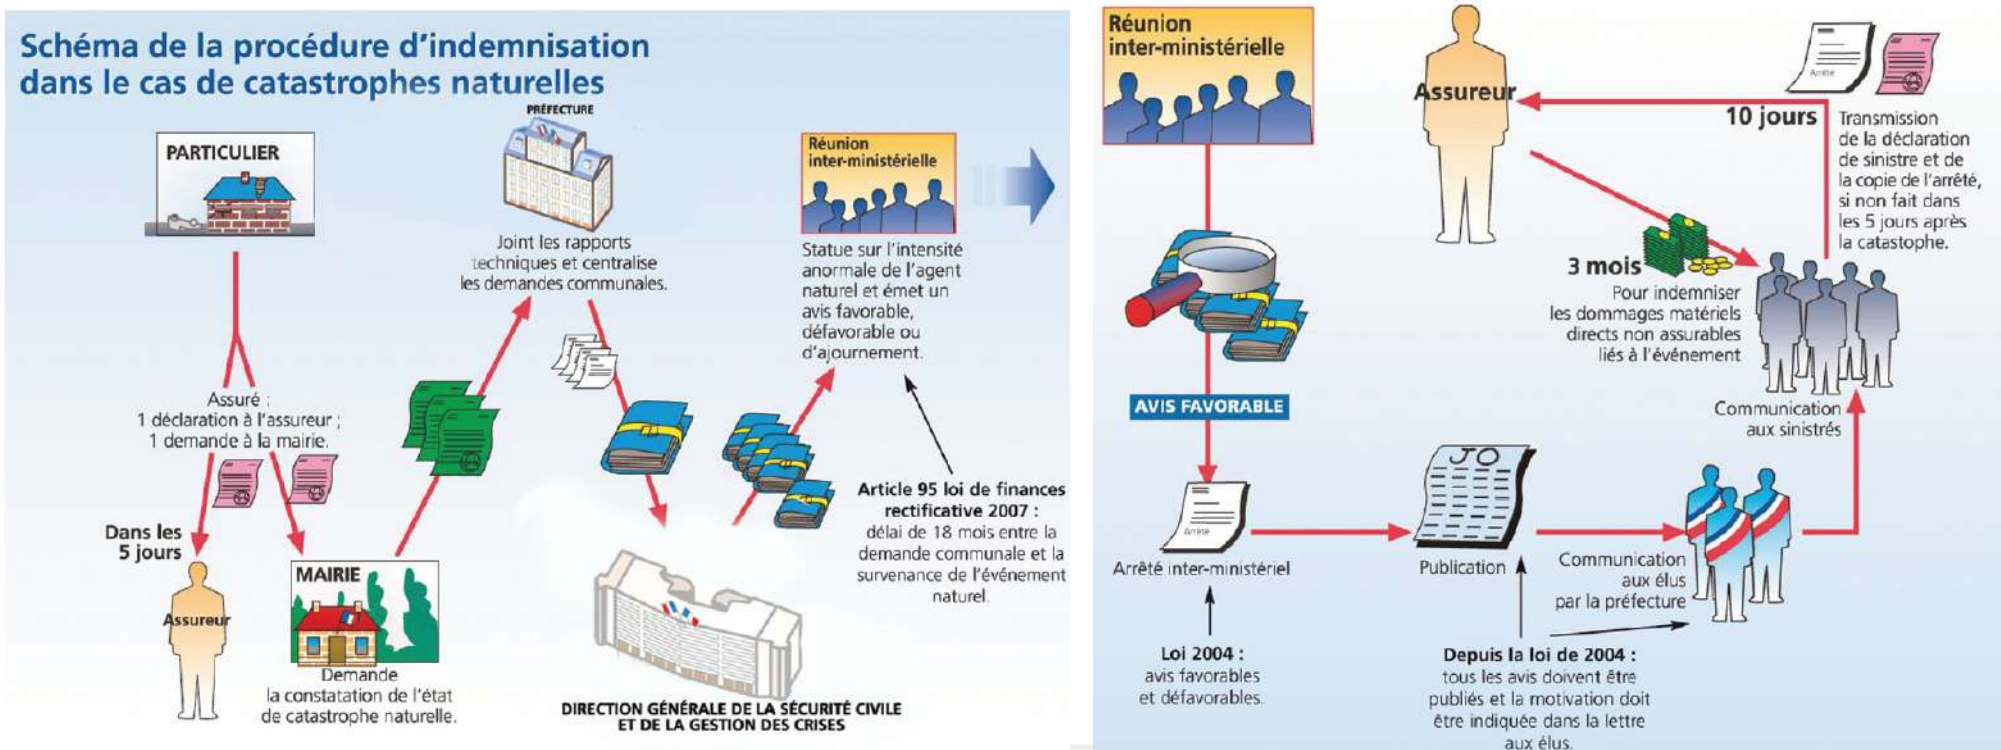 Schéma de la procédure d'indemnisation
dans le cas de catastrophes naturelles
PARTICULIER
Assuré :
1 déclaration à l'assureur ;
1 demande à la mairie.
Dans les
5 jours
Assureur
MAIRIE
Demande
la constatation de l'état
de catastrophe naturelle.
PRÉFECTURE
Joint les rapports
techniques et centralise
les demandes communales.
DIRECTION GÉNÉRALE DE LA SÉCURITÉ CIVILE
ET DE LA GESTION DES CRISES
Réunion
inter-ministérielle
Statue sur l'intensité
anormale de l'agent
naturel et émet un
avis favorable,
défavorable ou
d'ajournement.
Article 95 loi de finances
rectificative 2007 :
délai de 18 mois entre la
demande communale et la
survenance de l'événement
naturel.
Réunion
inter-ministérielle
AVIS FAVORABLE
Arrêté
Arrêté inter-ministériel
Loi 2004 :
avis favorables
et défavorables.
JO
Publication
Depuis la loi de 2004 :
tous les avis doivent être
publiés et la motivation doit
être indiquée dans la lettre
aux élus.
Communication
aux élus
par la préfecture
Communication
aux sinistrés
Arrêté
10 jours
Transmission
de la déclaration
de sinistre et de
la copie de l'arrêté,
si non fait dans
les 5 jours après
la catastophe.
Assureur
3 mois
Pour indemniser
les dommages matériels
directs non assurables
liés à l'événement